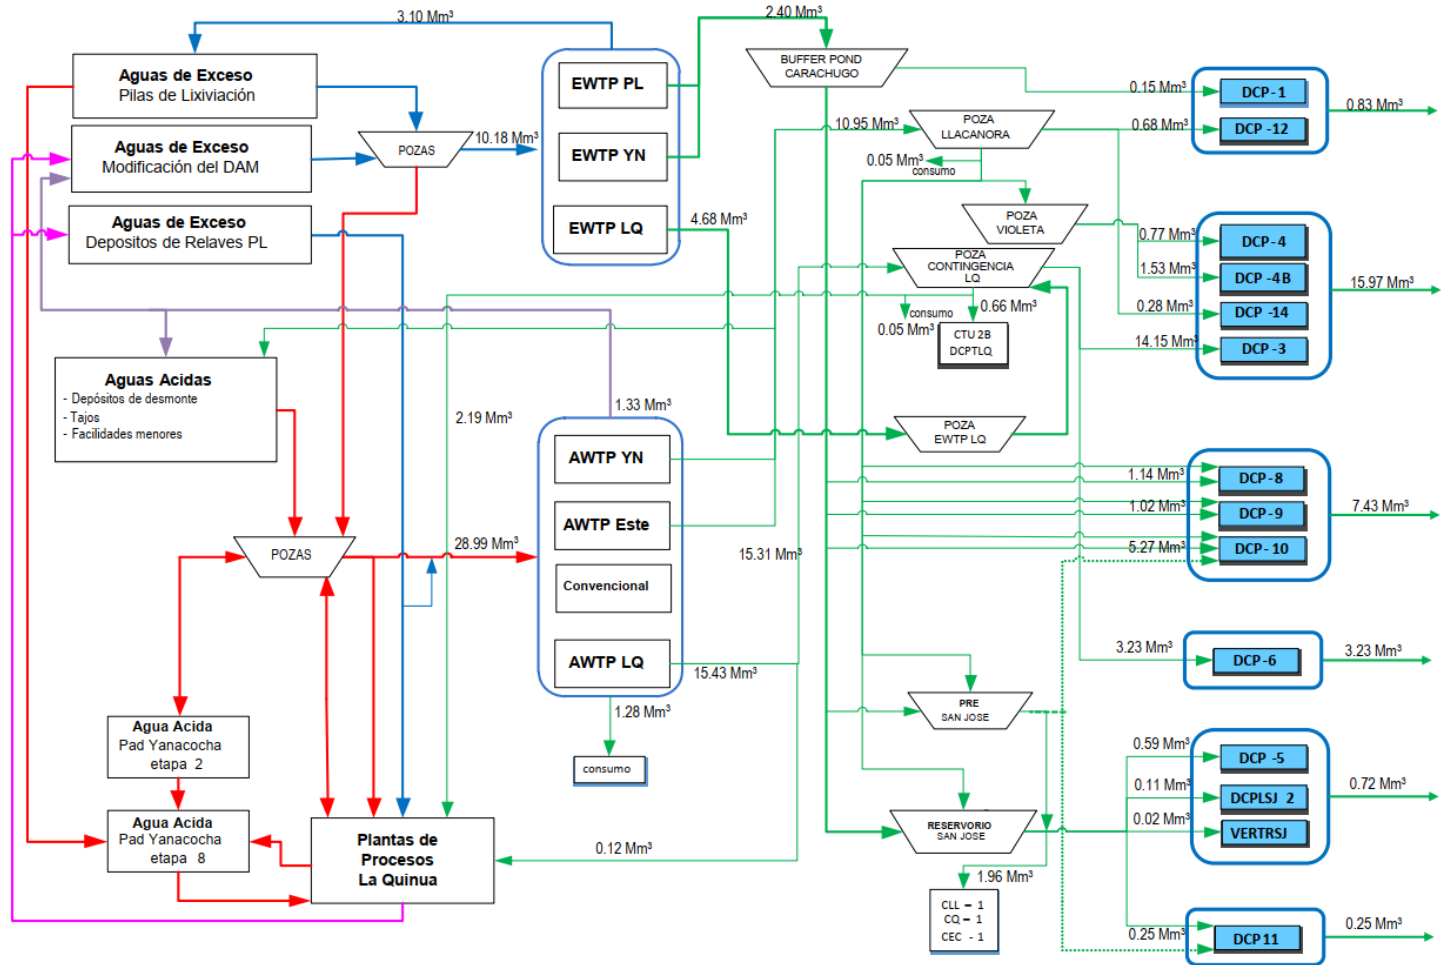 3.10 Mm³
2.40 Mm³
Aguas de Exceso
Pilas de Lixiviación
Aguas de Exceso
Modificación del DAM
Aguas de Exceso
Depositos de Relaves PL
POZAS
10.18 Mm³
EWTP PL
EWTP YN
EWTP LQ
4.68 Mm³
BUFFER POND
CARACHUGO
10.95 Mm³
POZA
LLACANORA
0.05 Mm³
consumo
POZA
VIOLETA
POZA
CONTINGENCIA
LQ
0.66 Mm³
consumo
0.05 Mm³
CTU 2B
DCPTLQ
POZA
EWTP LQ
0.15 Mm³
DCP - 1
0.68 Mm³
DCP -12
0.83 Mm³
0.77 Mm³
DCP - 4
1.53 Mm³
DCP -4B
0.28 Mm³
DCP -14
14.15 Mm³
DCP - 3
15.97 Mm³
Aguas Acidas
- Depósitos de desmonte
- Tajos
- Facilidades menores
2.19 Mm³
1.33 Mm³
AWTP YN
AWTP Este
Convencional
AWTP LQ
POZAS
28.99 Mm³
15.31 Mm³
15.43 Mm³
1.28 Mm³
consumo
1.14 Mm³
DCP- 8
1.02 Mm³
DCP - 9
5.27 Mm³
DCP- 10
7.43 Mm³
3.23 Mm³
DCP -6
3.23 Mm³
PRE
SAN JOSE
RESERVORIO
SAN JOSE
1.96 Mm³
CLL – 1
CQ – 1
CEC - 1
0.59 Mm³
DCP -5
0.11 Mm³
DCPLSJ 2
0.02 Mm³
VERTRSJ
0.72 Mm³
0.25 Mm³
DCP 11
0.25 Mm³
Agua Acida
Pad Yanacocha
etapa 2
Agua Acida
Pad Yanacocha
etapa 8
Plantas de
Procesos
La Quinua
0.12 Mm³